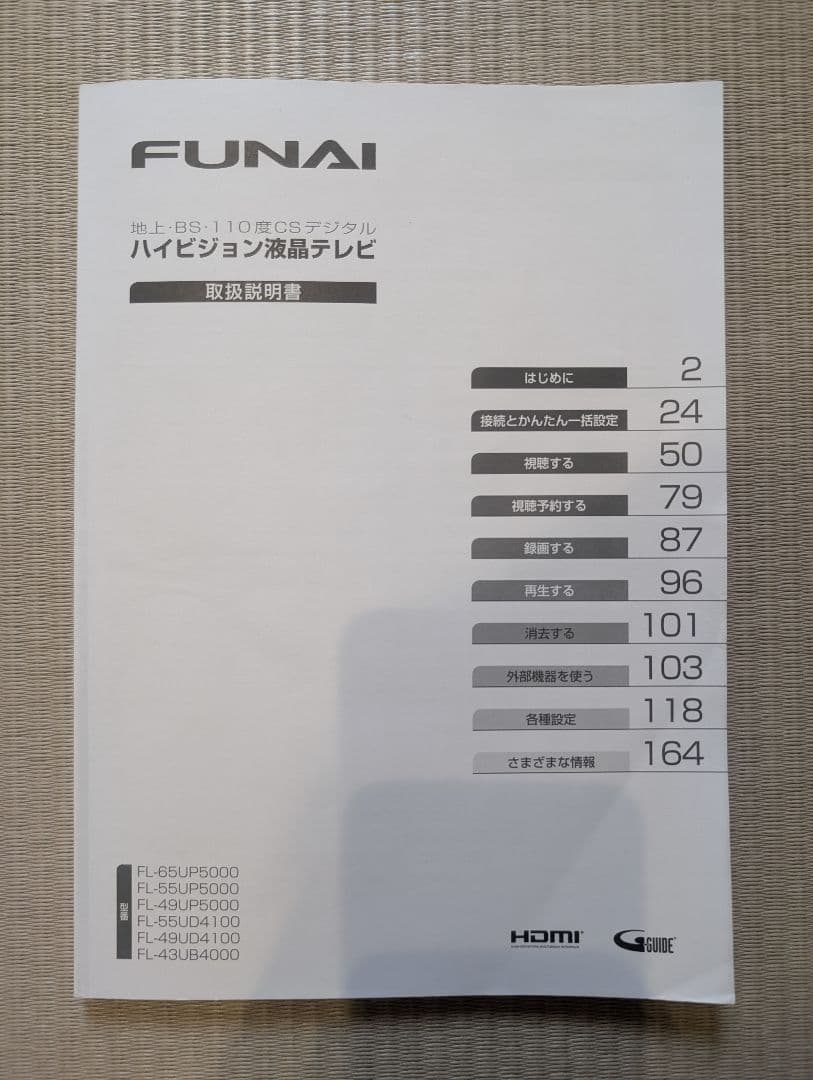 FUNAI
地上・BS・110度CSデジタル
ハイビジョン液晶テレビ
取扱説明書
はじめに 2
接続とかんたん一括設定 24
視聴する 50
視聴予約する 79
録画する 87
再生する 96
消去する 101
外部機器を使う 103
各種設定 118
さまざまな情報 164
型番
FL-65UP5000
FL-55UP5000
FL-49UP5000
FL-55UD4100
FL-49UD4100
FL-43UB4000
HDMI
G-GUIDE